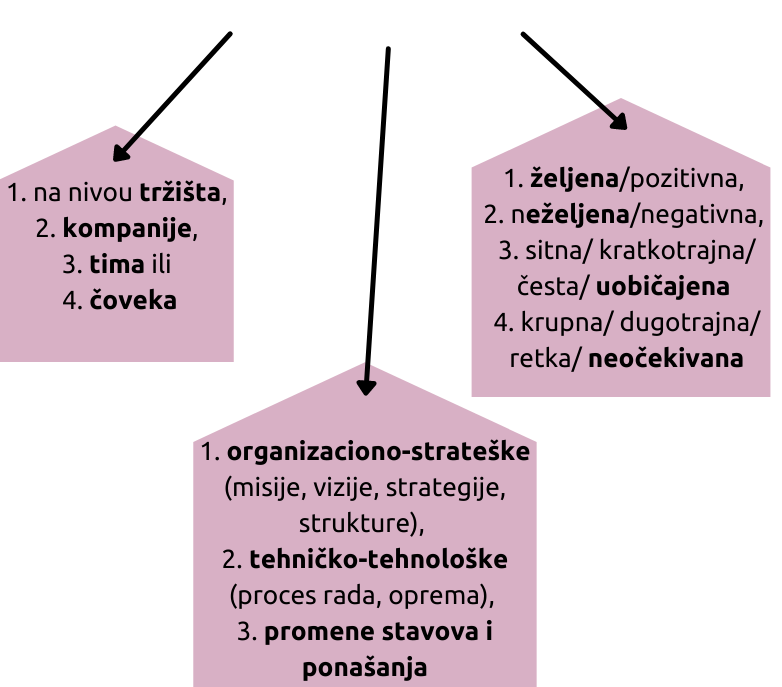 1. na nivou tržišta,
2. kompanije,
3. tima ili
4. čoveka
1. željena/pozitivna,
2. neželjena/negativna,
3. sitna/ kratkotrajna/
česta/ uobičajena
4. krupna/ dugotrajna/
retka/ neočekivana
1. organizaciono-strateške
(misije, vizije, strategije,
strukture),
2. tehničko-tehnološke
(proces rada, oprema),
3. promene stavova i
ponašanja